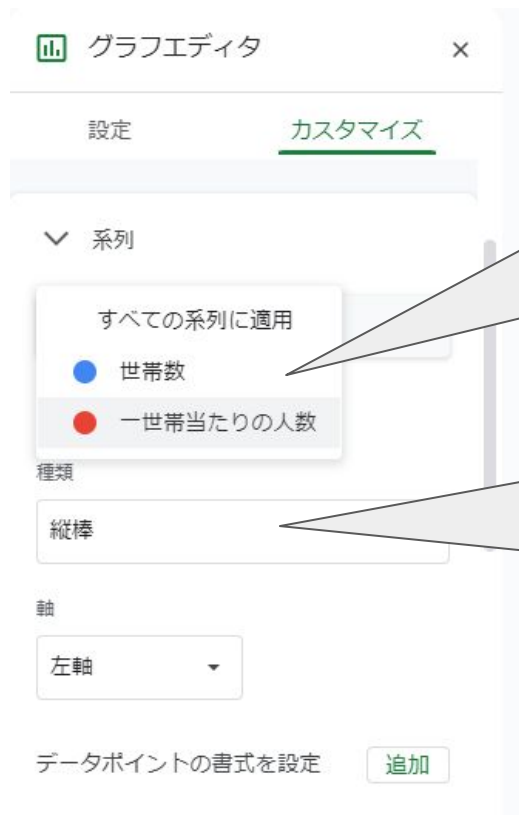 グラフエディタ
設定 カスタマイズ
系列
すべての系列に適用
世帯数
一世帯当たりの人数
種類
縦棒
軸
左軸
データポイントの書式を設定 追加